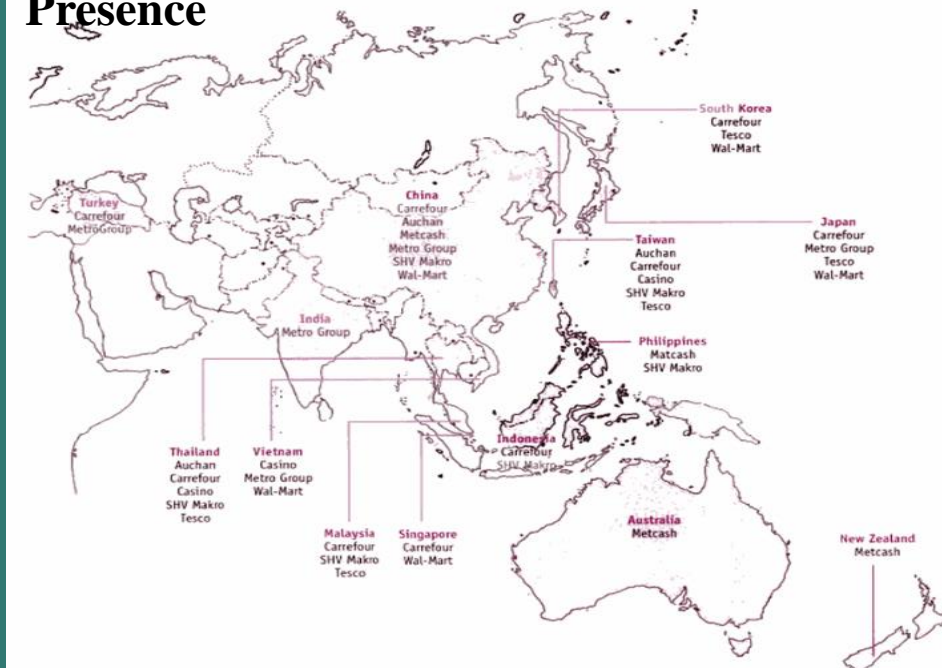 Presence
South Korea
Carrefour
Tesco
Wal-Mart
Turkey
Carrefour
MetroGroup
China
Carrefour
Auchan
Metcash
Metro Group
SHV Makro
Wal-Mart
Japan
Carrefour
Metro Group
Tesco
Wal-Mart
Taiwan
Auchan
Carrefour
Casino
SHV Makro
Tesco
India
Metro Group
Philippines
Matcash
SHV Makro
Thailand
Auchan
Carrefour
Casino
SHV Makro
Tesco
Vietnam
Casino
Metro Group
Wal-Mart
Indonesia
Carrefour
SHV Makro
Malaysia
Carrefour
SHV Makro
Tesco
Singapore
Carrefour
Wal-Mart
Australia
Metcash
New Zealand
Metcash